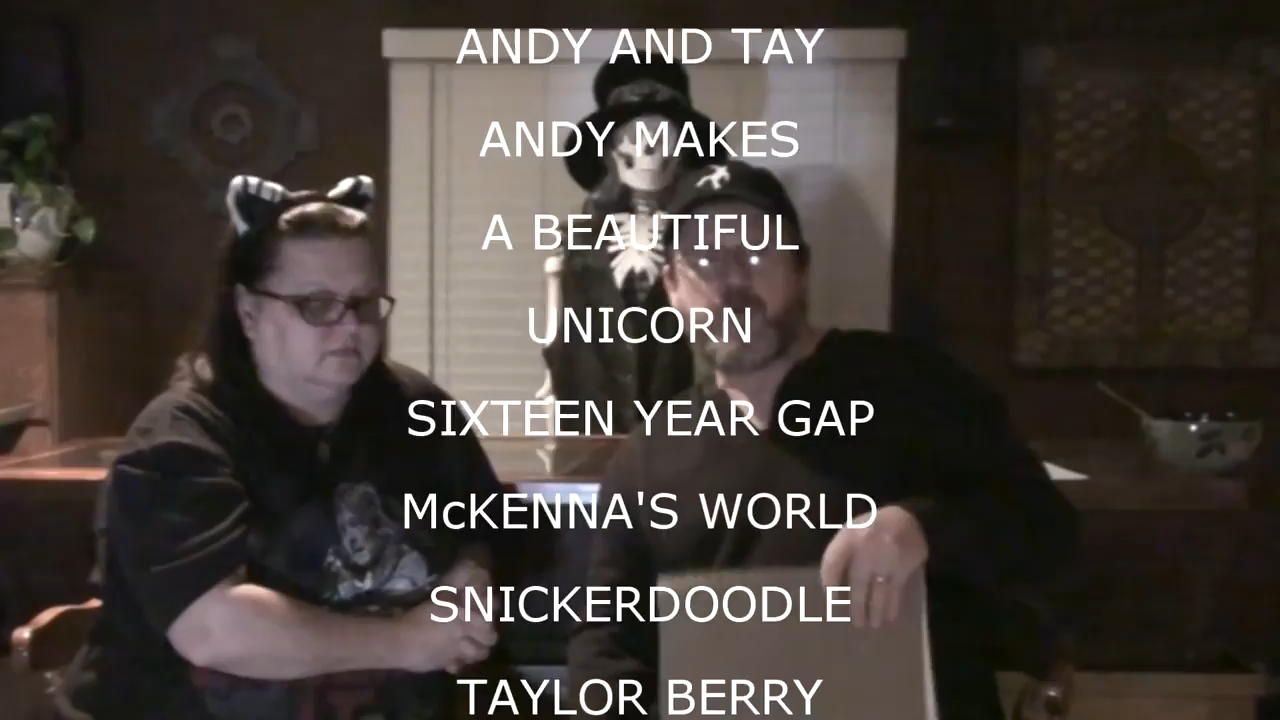 ANDY AND TAY
ANDY MAKES
A BEAUTIFUL
UNICORN
SIXTEEN YEAR GAP
McKENNA'S WORLD
SNICKERDOODLE
TAYLOR BERRY